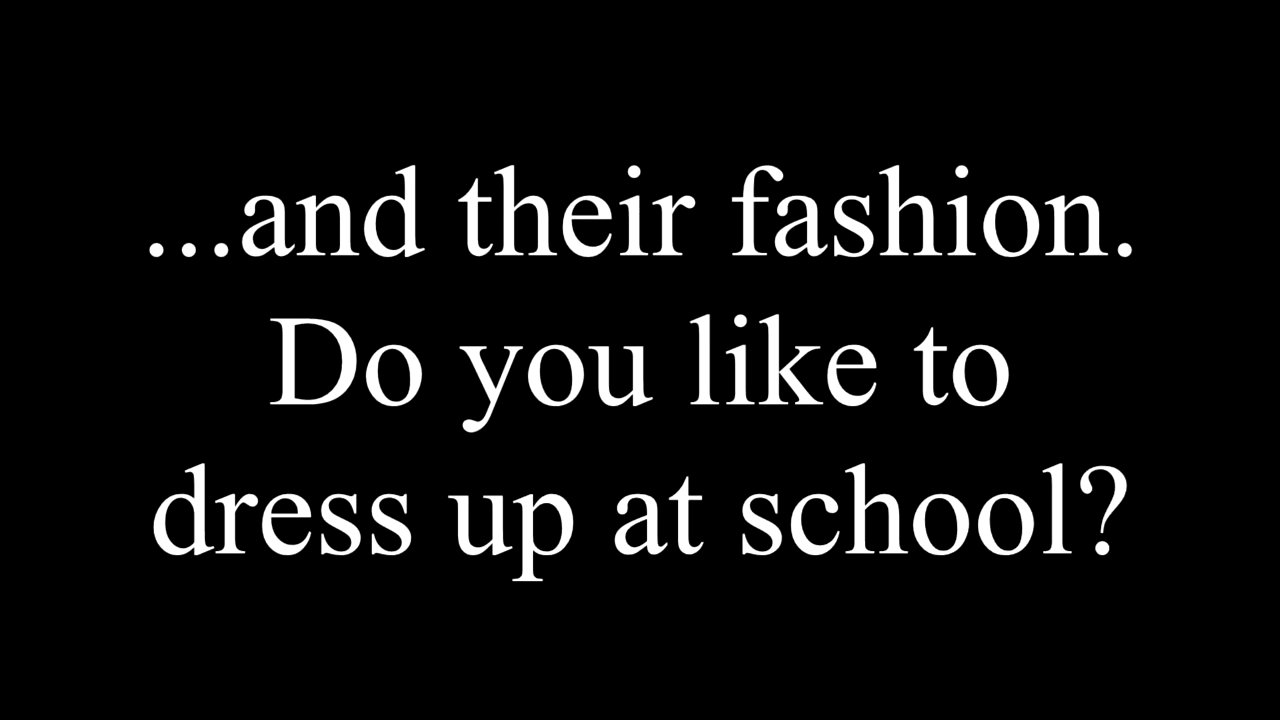 ...and their fashion.
Do you like to
dress up at school?